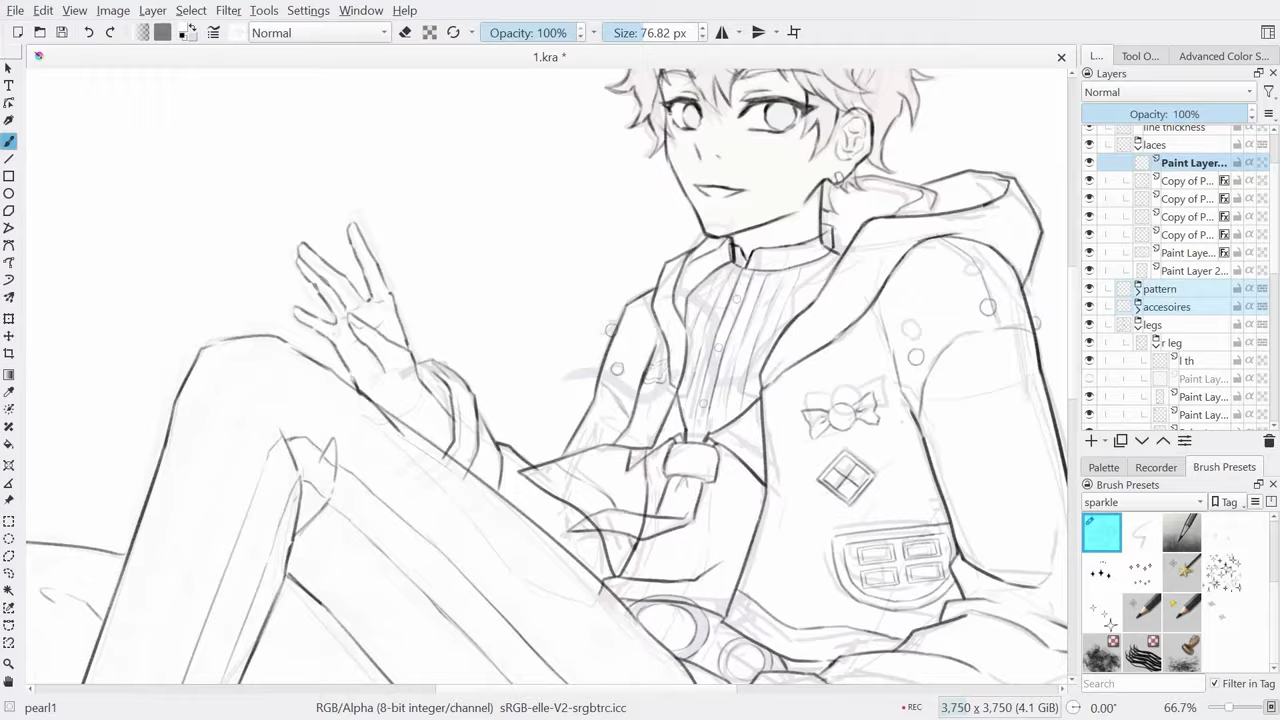 File Edit View Image Layer Select Filter Tools Settings Window Help
Normal Opacity: 100% Size: 76.82 px
1.kra *
L... Tool O... Advanced Color S...
Layers
Normal
Opacity: 100%
line thickness
laces
Paint Layer...
Copy of P...
Copy of P...
Copy of P...
Copy of P...
Paint Laye...
Paint Layer 2...
pattern
accesoires
legs
r leg
l th
Paint Lay...
Paint Lay...
Paint Lay...
Palette Recorder Brush Presets
Brush Presets
sparkle Tag
Search Filter in Tag
pearl1 RGB/Alpha (8-bit integer/channel) sRGB-elle-V2-srgbtrc.icc REC 3,750 x 3,750 (4.1 GiB) 0.00° 66.7%